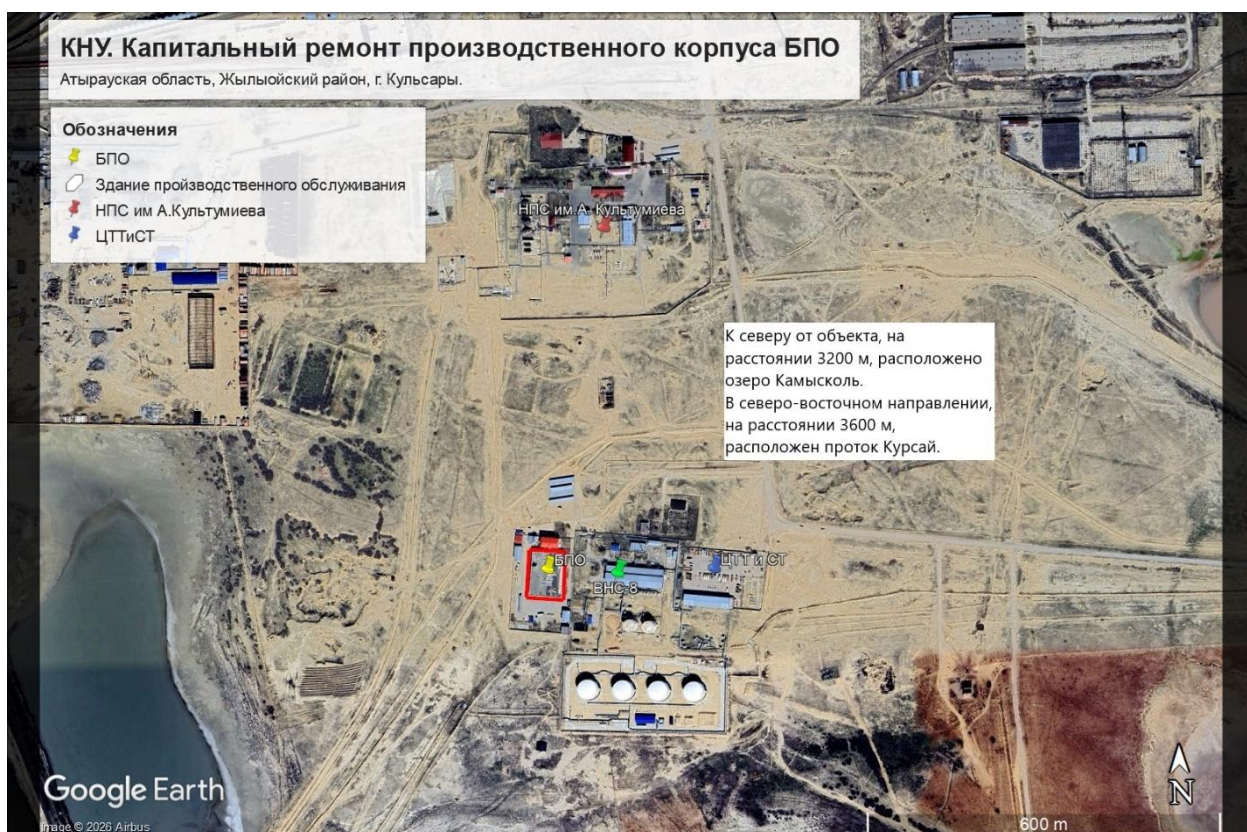 КНУ. Капитальный ремонт производственного корпуса БПО
Атырауская область, Жылыойский район, г. Кульсары.
Обозначения
БПО
Здание пройзводственного обслуживания
НПС им А.Культумиева
ЦТТиСТ
НПС им.А. Культумиева
К северу от объекта, на
расстоянии 3200 м, расположено
озеро Камысколь.
В северо-восточном направлении,
на расстоянии 3600 м,
расположен проток Курсай.
БПО
ВНС 8
ЦТТ И СТ
Google Earth
Image © 2026 Airbus
N
600 m